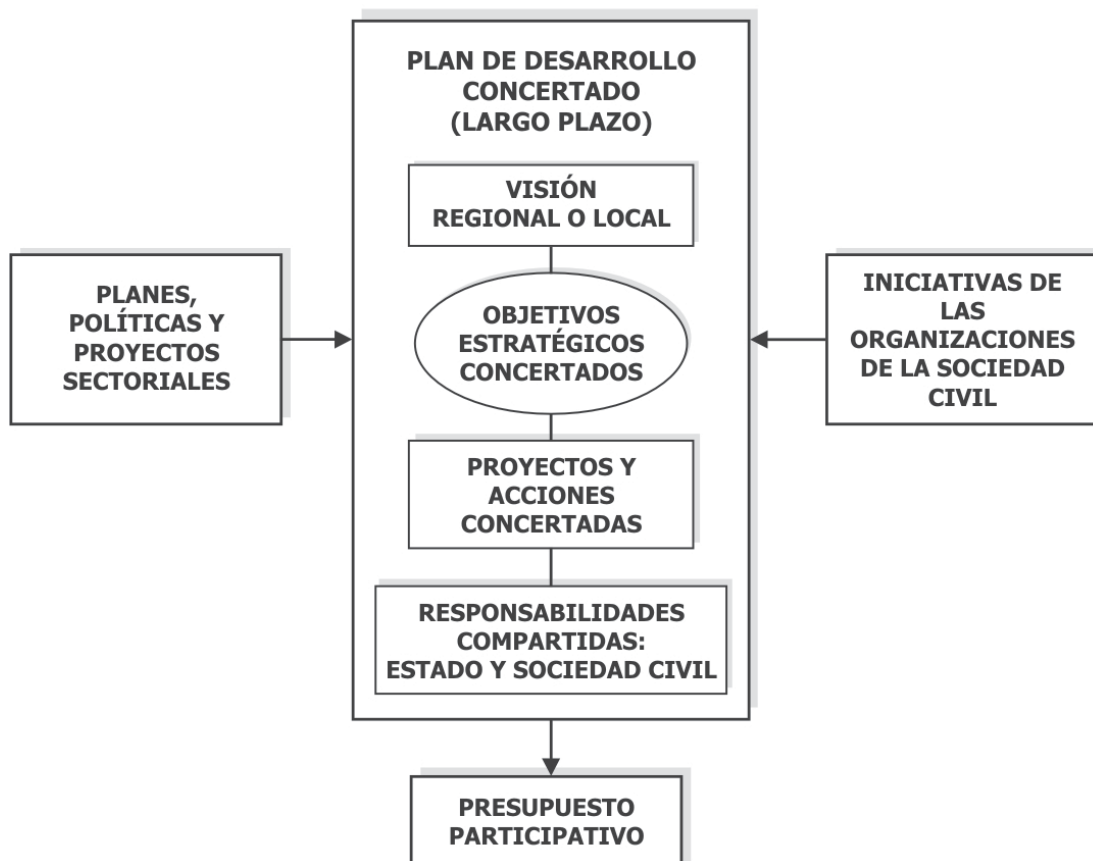 PLAN DE DESARROLLO
CONCERTADO
(LARGO PLAZO)
VISIÓN
REGIONAL O LOCAL
PLANES,
POLÍTICAS Y
PROYECTOS
SECTORIALES
OBJETIVOS
ESTRATÉGICOS
CONCERTADOS
INICIATIVAS DE
LAS
ORGANIZACIONES
DE LA SOCIEDAD
CIVIL
PROYECTOS Y
ACCIONES
CONCERTADAS
RESPONSABILIDADES
COMPARTIDAS:
ESTADO Y SOCIEDAD CIVIL
PRESUPUESTO
PARTICIPATIVO